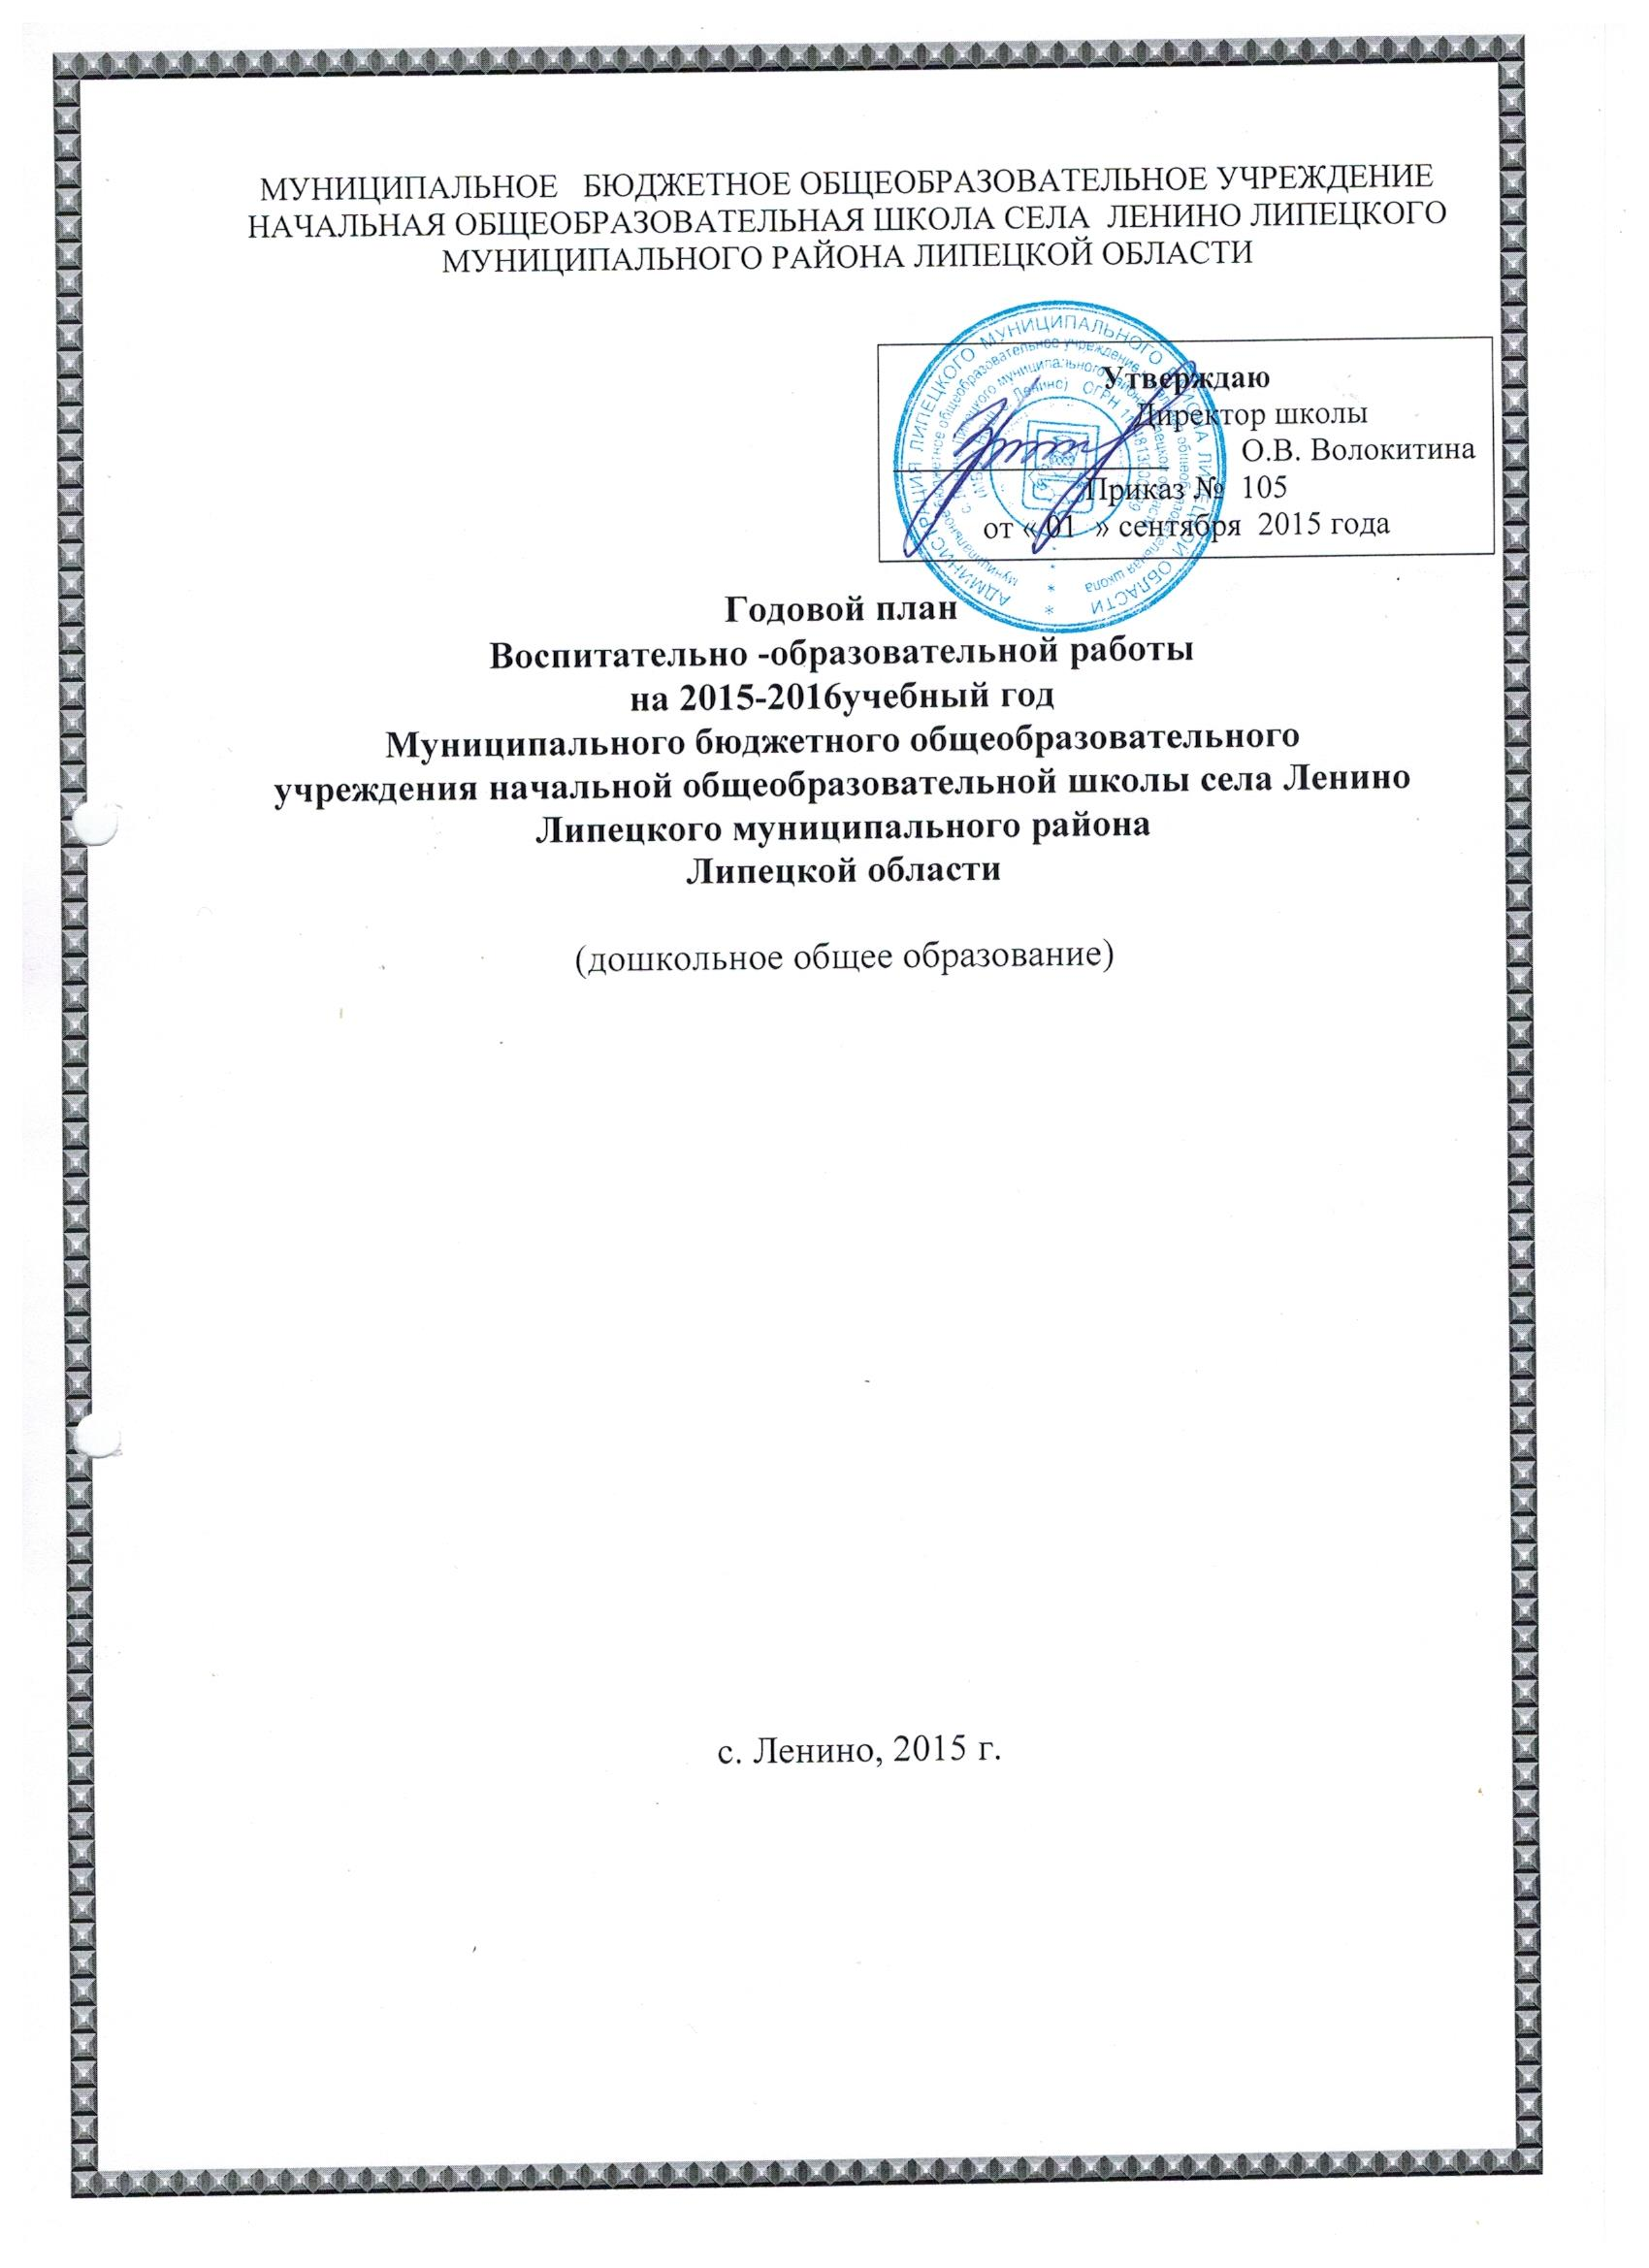 МУНИЦИПАЛЬНОЕ БЮДЖЕТНОЕ ОБЩЕОБРАЗОВАТЕЛЬНОЕ УЧРЕЖДЕНИЕ
НАЧАЛЬНАЯ ОБЩЕОБРАЗОВАТЕЛЬНАЯ ШКОЛА СЕЛА ЛЕНИНО ЛИПЕЦКОГО
МУНИЦИПАЛЬНОГО РАЙОНА ЛИПЕЦКОЙ ОБЛАСТИ
Утверждаю
Директор школы
О.В. Волокитина
Приказ № 105
от « 01 » сентября 2015 года
Годовой план
Воспитательно -образовательной работы
на 2015-2016учебный год
Муниципального бюджетного общеобразовательного
учреждения начальной общеобразовательной школы села Ленино
Липецкого муниципального района
Липецкой области
(дошкольное общее образование)
с. Ленино, 2015 г.